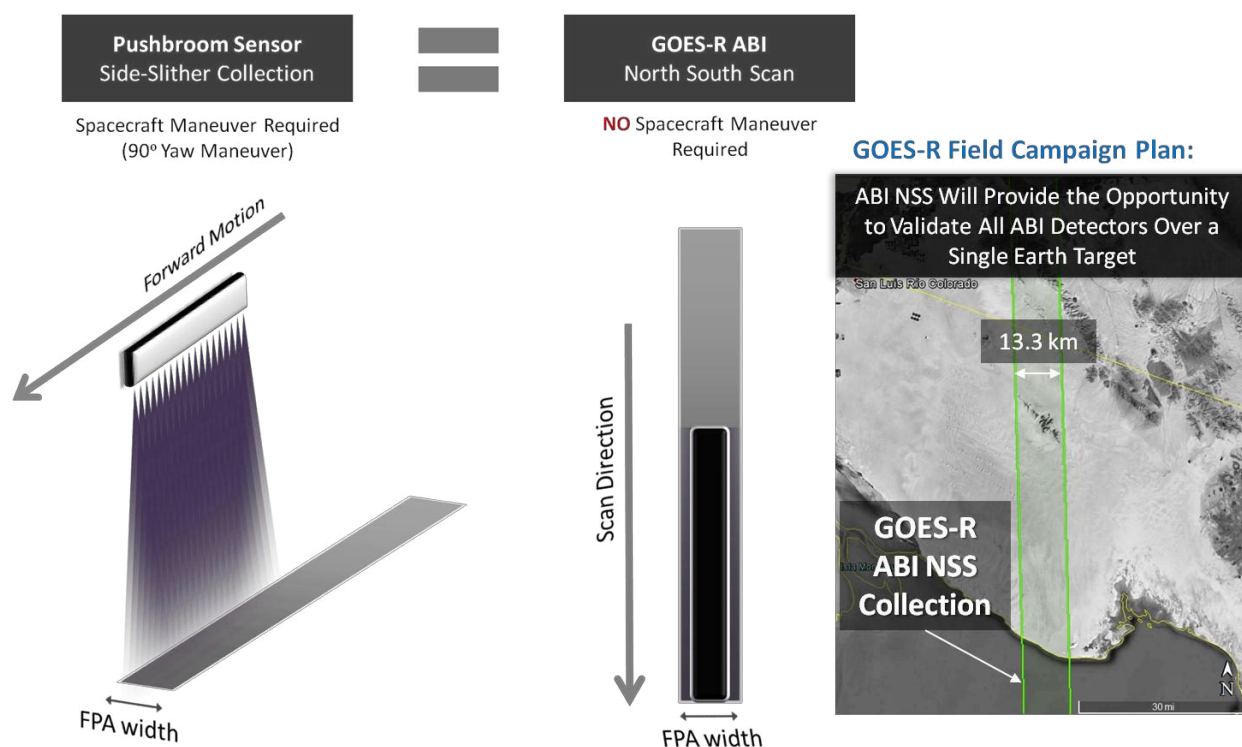 Pushbroom Sensor
Side-Slither Collection
GOES-R ABI
North South Scan
Spacecraft Maneuver Required
(90º Yaw Maneuver)
NO Spacecraft Maneuver
Required
GOES-R Field Campaign Plan:
ABI NSS Will Provide the Opportunity
to Validate All ABI Detectors Over a
Single Earth Target
Forward Motion
San Luis Rio Colorado
13.3 km
Scan Direction
GOES-R
ABI NSS
Collection
N
30 mi
FPA width
FPA width